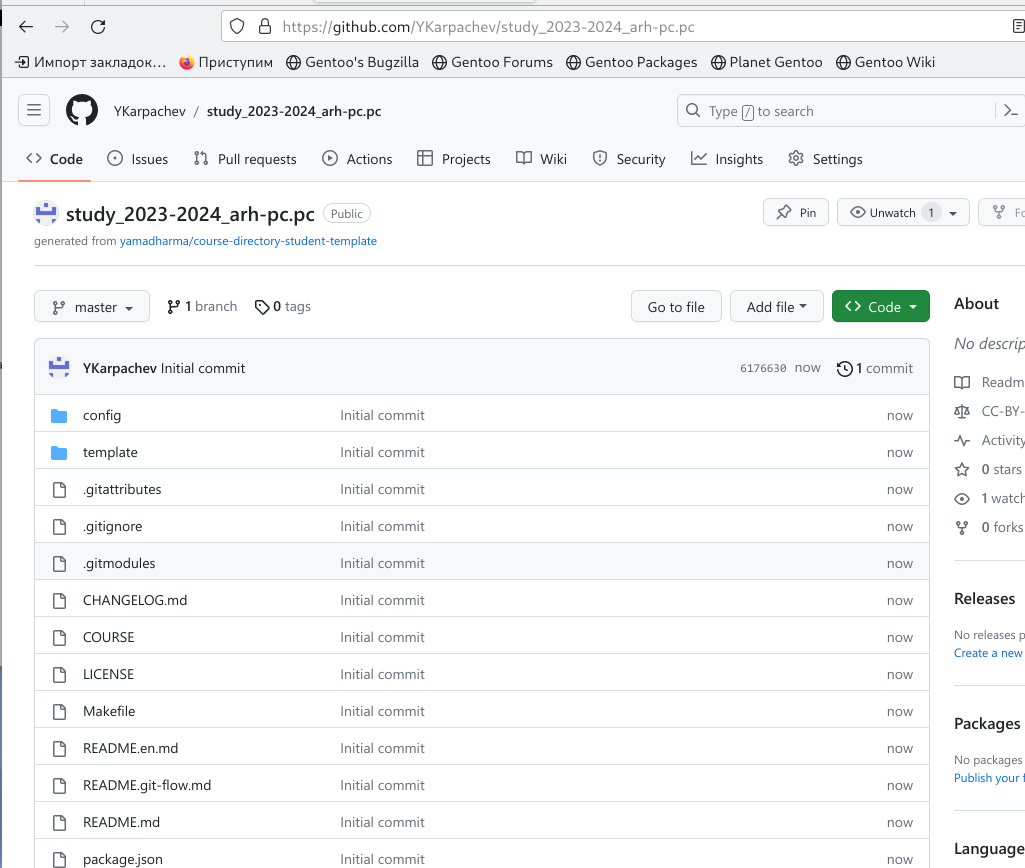 https://github.com/YKarpachev/study_2023-2024_arh-pc.pc
Импорт закладок… Приступим Gentoo's Bugzilla Gentoo Forums Gentoo Packages Planet Gentoo Gentoo Wiki
YKarpachev / study_2023-2024_arh-pc.pc Type / to search
Code Issues Pull requests Actions Projects Wiki Security Insights Settings
study_2023-2024_arh-pc.pc Public Pin Unwatch 1 Fo
generated from yamadharma/course-directory-student-template
master 1 branch 0 tags Go to file Add file Code About
YKarpachev Initial commit 6176630 now 1 commit No descrip
config Initial commit now Readm
template Initial commit now CC-BY-
.gitattributes Initial commit now Activity
.gitignore Initial commit now 0 stars
.gitmodules Initial commit now 1 watch
CHANGELOG.md Initial commit now 0 forks
COURSE Initial commit now Releases
LICENSE Initial commit now No releases p
Makefile Initial commit now Create a new
README.en.md Initial commit now Packages
README.git-flow.md Initial commit now No packages
README.md Initial commit now Publish your f
package.json Initial commit now Language